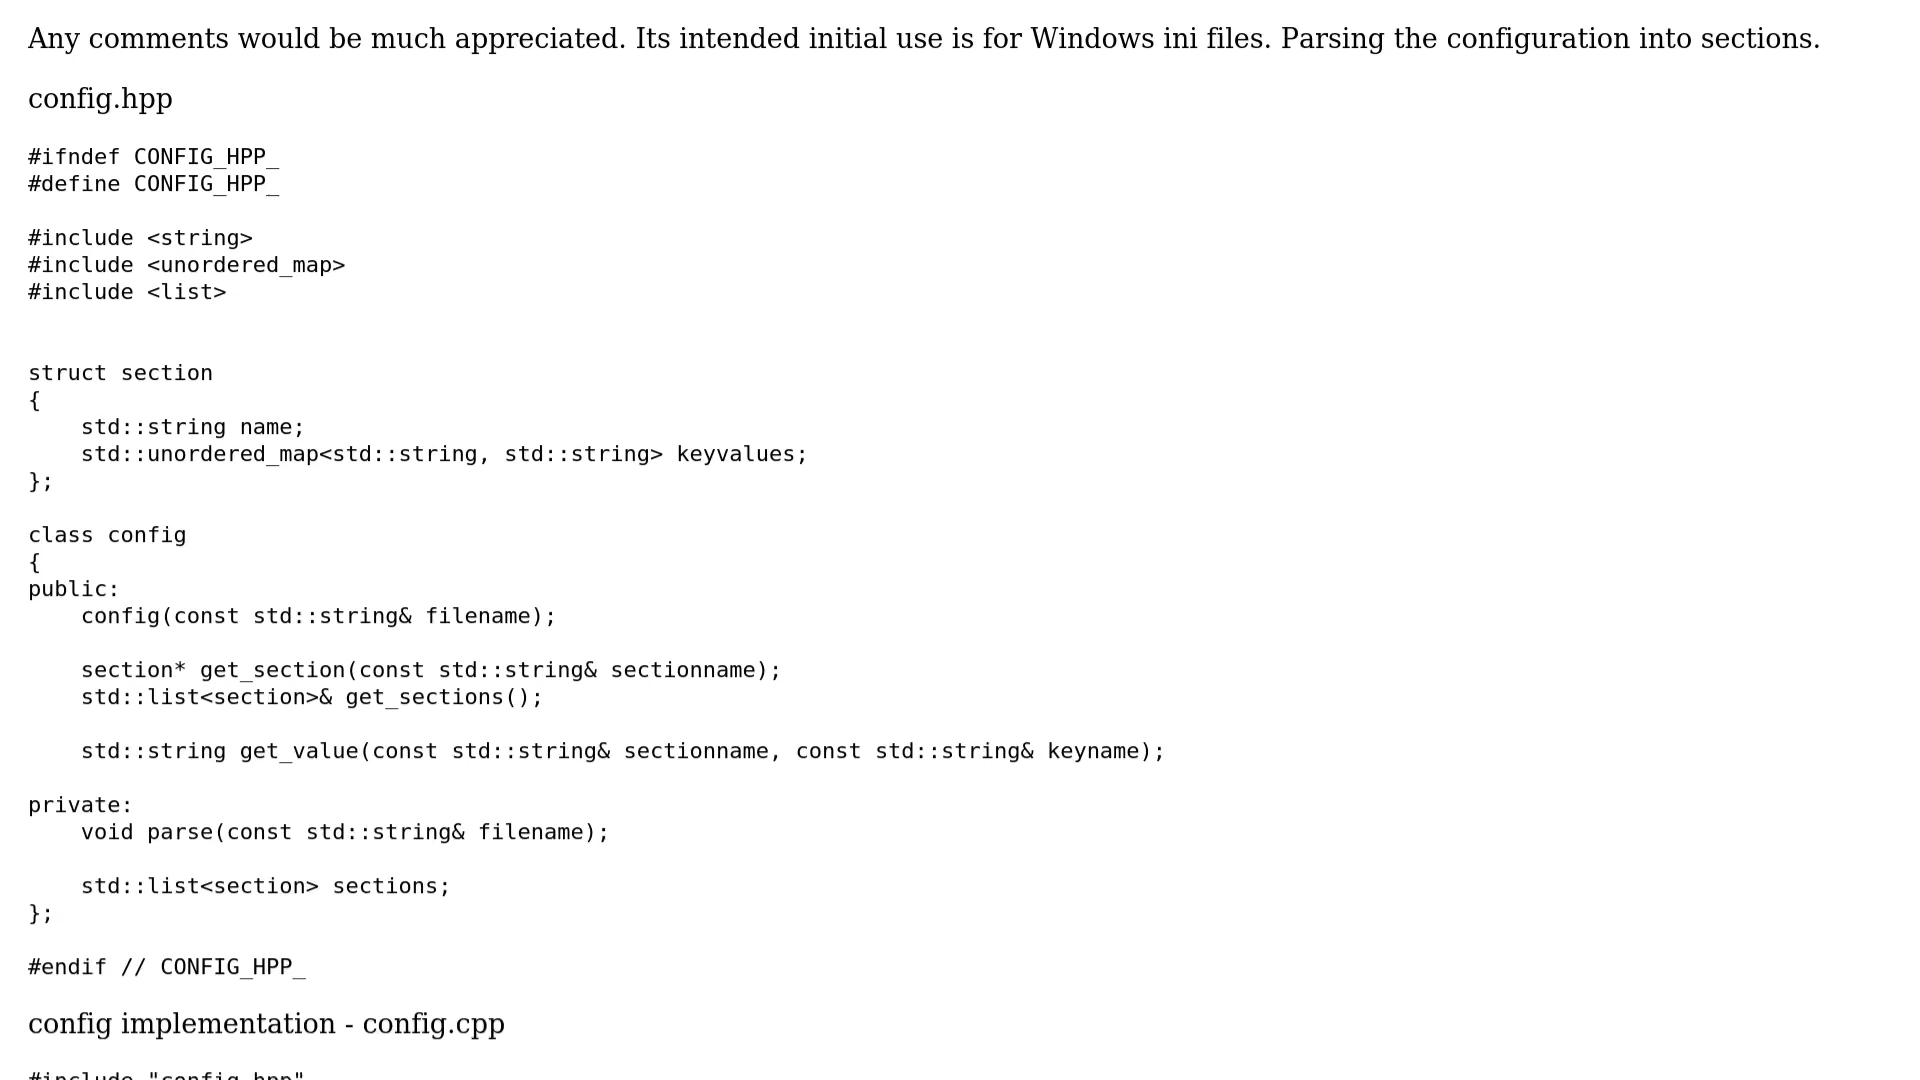 Any comments would be much appreciated. Its intended initial use is for Windows ini files. Parsing the configuration into sections.
config.hpp
#ifndef CONFIG_HPP_
#define CONFIG_HPP_
#include <string>
#include <unordered_map>
#include <list>
struct section
{
    std::string name;
    std::unordered_map<std::string, std::string> keyvalues;
};
class config
{
public:
    config(const std::string& filename);
    section* get_section(const std::string& sectionname);
    std::list<section>& get_sections();
    std::string get_value(const std::string& sectionname, const std::string& keyname);
private:
    void parse(const std::string& filename);
    std::list<section> sections;
};
#endif // CONFIG_HPP_
config implementation - config.cpp
#include "config.hpp"